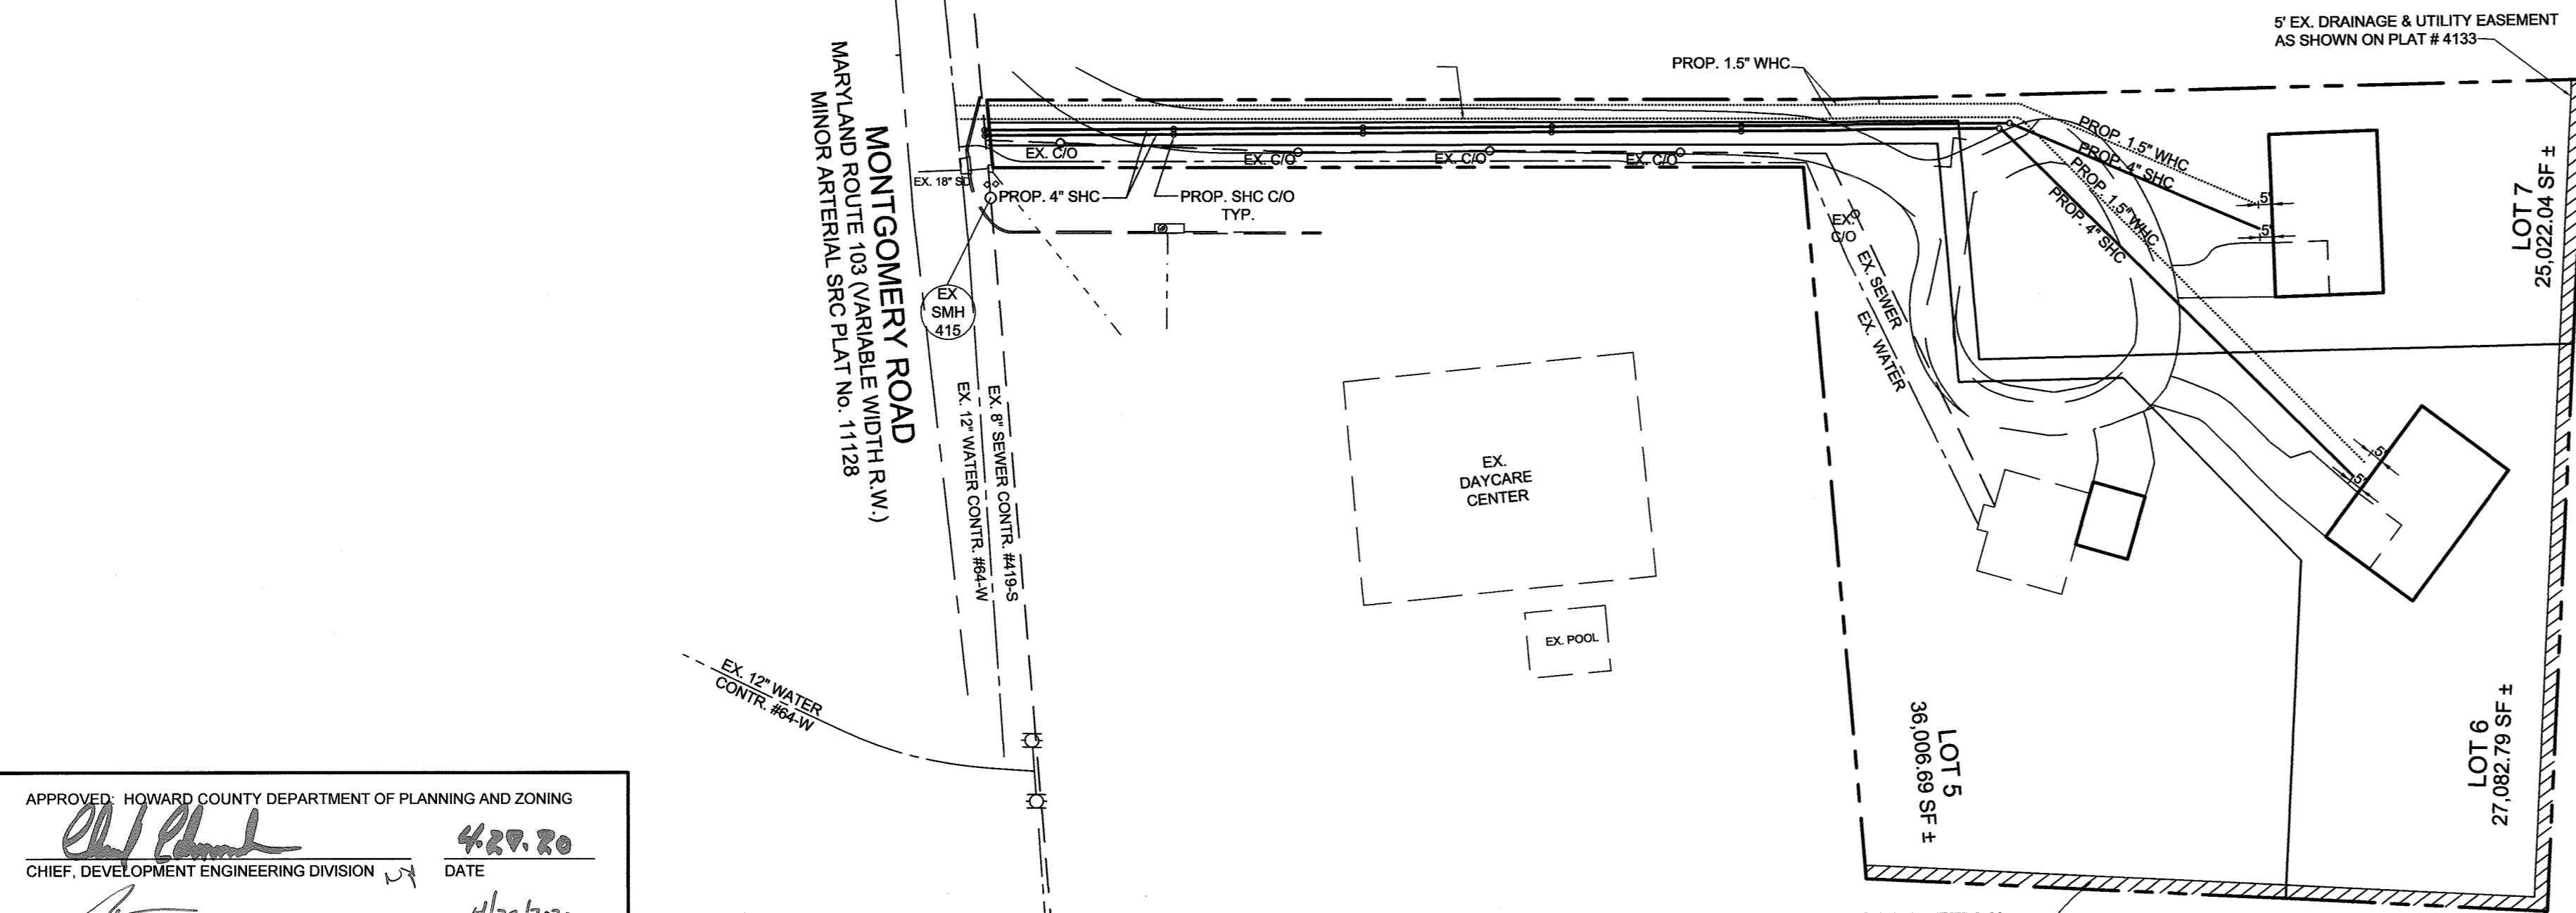 5' EX. DRAINAGE & UTILITY EASEMENT
AS SHOWN ON PLAT # 4133
PROP. 1.5" WHC
MONTGOMERY ROAD
MARYLAND ROUTE 103 (VARIABLE WIDTH R.W.)
MINOR ARTERIAL SRC PLAT No. 11128
EX. C/O
EX. C/O
EX. C/O
EX. C/O
EX. 18" SD
PROP. 4" SHC
PROP. SHC C/O
TYP.
PROP. 1.5" WHC
PROP. 4" SHC
PROP. 1.5" WHC
PROP. 4" SHC
5'
5'
LOT 7
25,022.04 SF ±
EX.
C/O
EX. SEWER
EX. WATER
EX
SMH
415
EX. 8" SEWER CONTR. #419-S
EX. 12" WATER CONTR. #64-W
EX.
DAYCARE
CENTER
5'
5'
EX. POOL
EX. 12" WATER
CONTR. #64-W
LOT 5
36,006.69 SF ±
LOT 6
27,082.79 SF ±
APPROVED: HOWARD COUNTY DEPARTMENT OF PLANNING AND ZONING
CHIEF, DEVELOPMENT ENGINEERING DIVISION
DATE